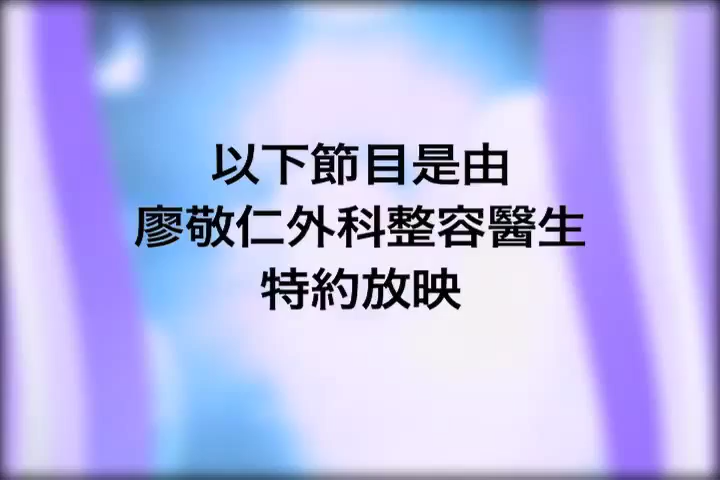 以下節目是由
廖敬仁外科整容醫生
特約放映